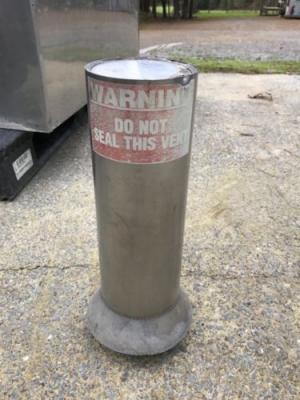 WARNING
DO NOT
SEAL THIS VENT